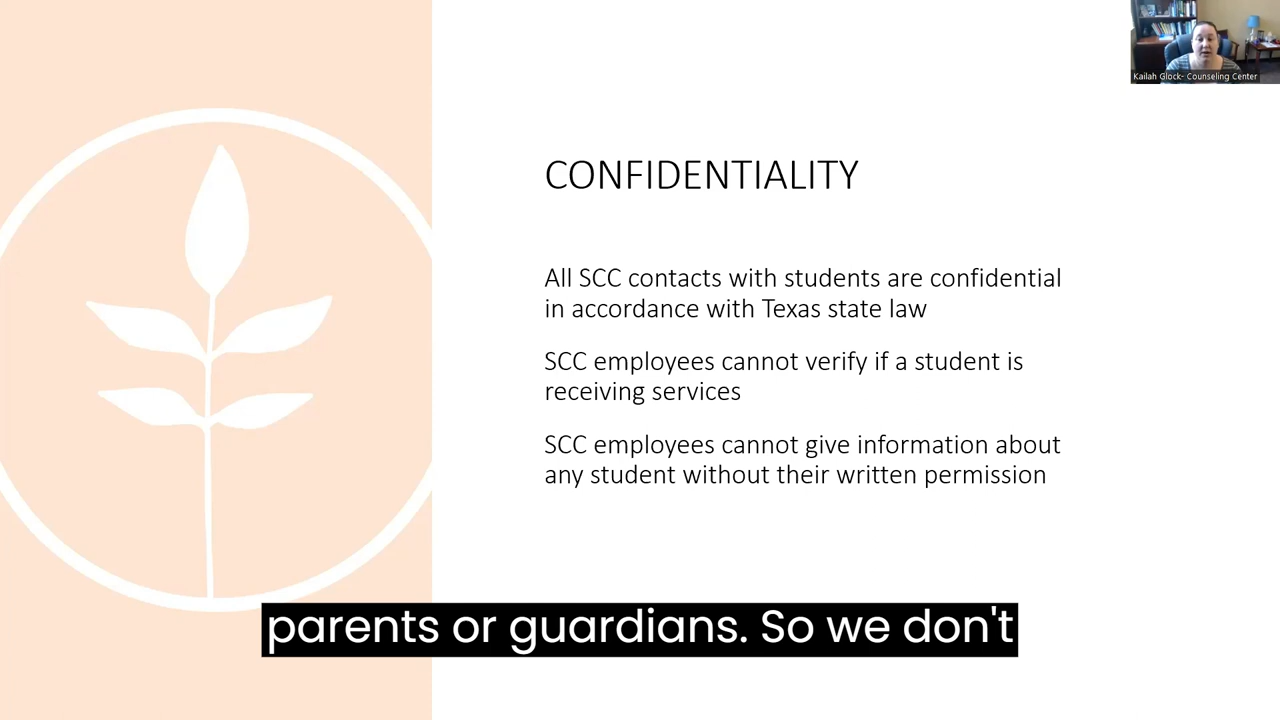 Kailah Glock- Counseling Center
CONFIDENTIALITY
All SCC contacts with students are confidential
in accordance with Texas state law
SCC employees cannot verify if a student is
receiving services
SCC employees cannot give information about
any student without their written permission
parents or guardians. So we don't